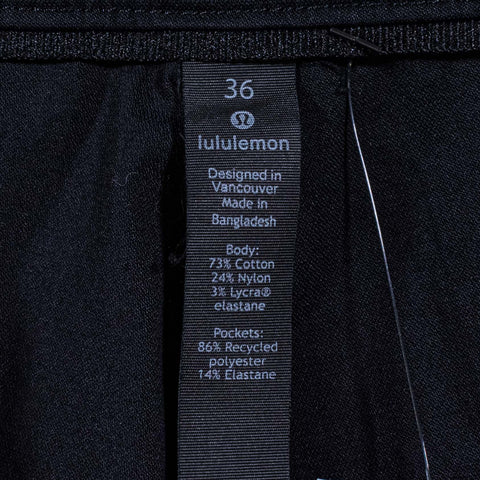 36
lululemon
Designed in
Vancouver
Made in
Bangladesh
Body:
73% Cotton
24% Nylon
3% Lycra®
elastane
Pockets:
86% Recycled
polyester
14% Elastane